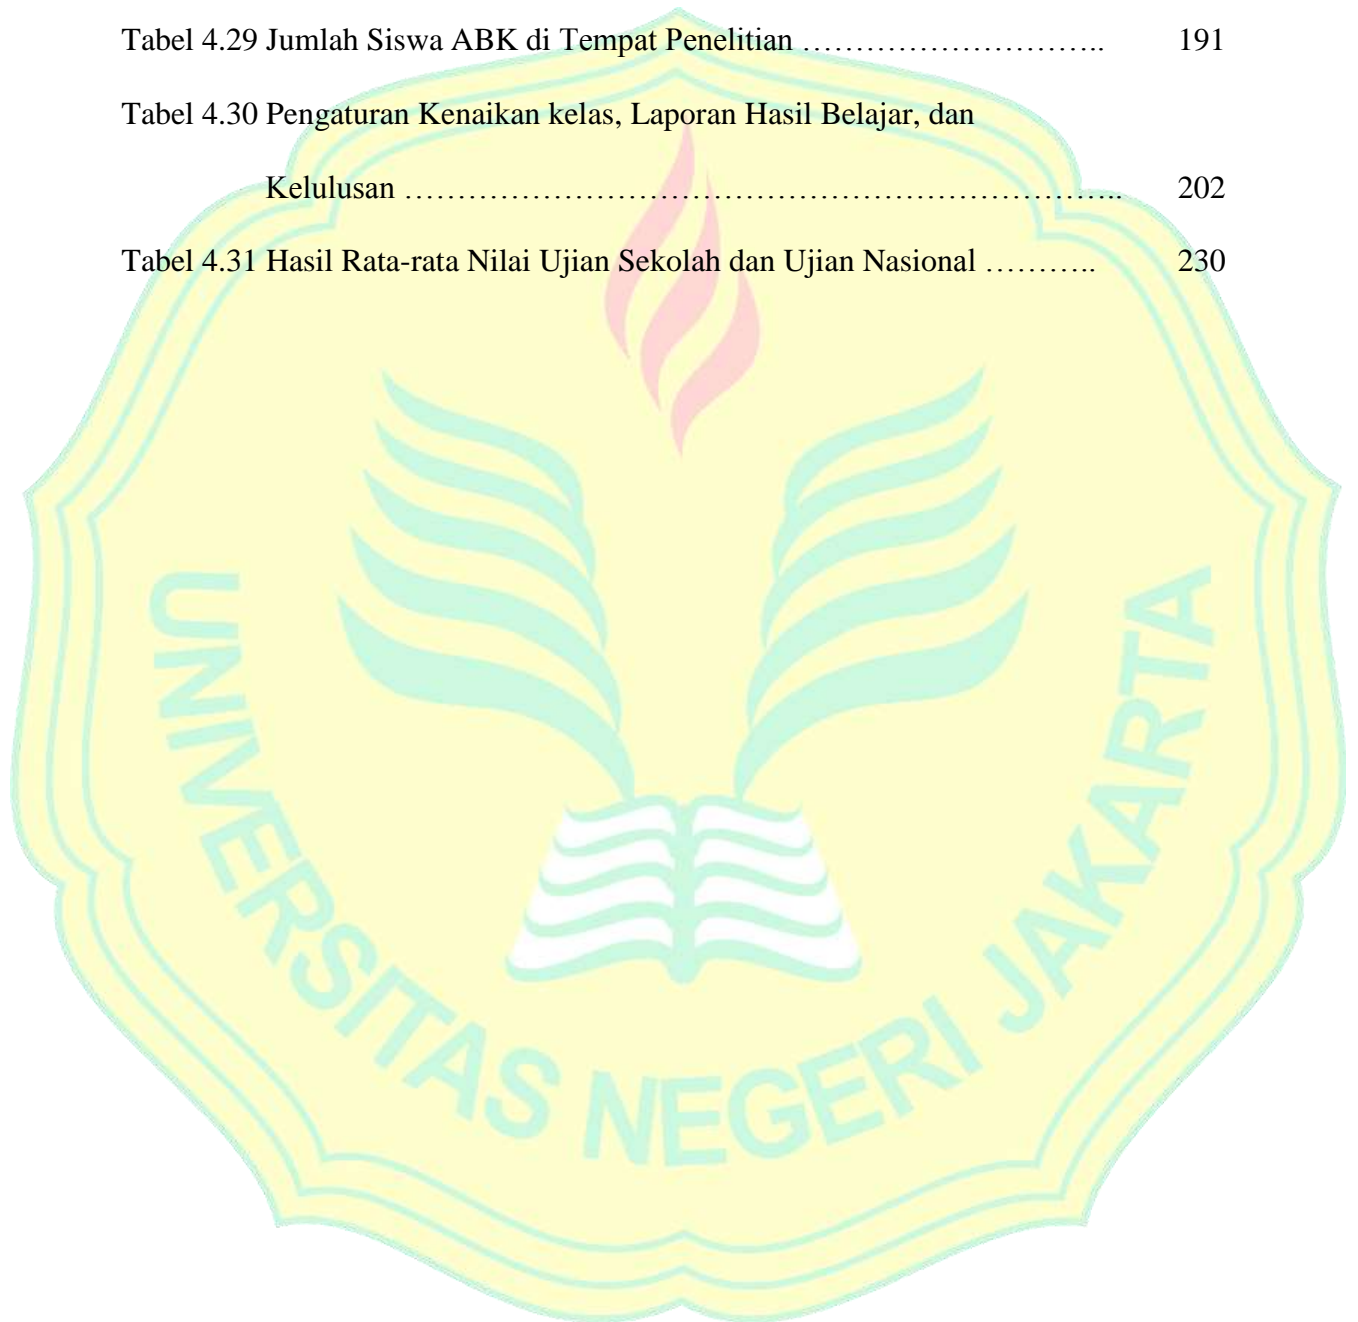 Tabel 4.29 Jumlah Siswa ABK di Tempat Penelitian ……………………….. 191
Tabel 4.30 Pengaturan Kenaikan kelas, Laporan Hasil Belajar, dan
Kelulusan ………………………………………………………….. 202
Tabel 4.31 Hasil Rata-rata Nilai Ujian Sekolah dan Ujian Nasional ……….. 230
UNIVERSITAS NEGERI JAKARTA